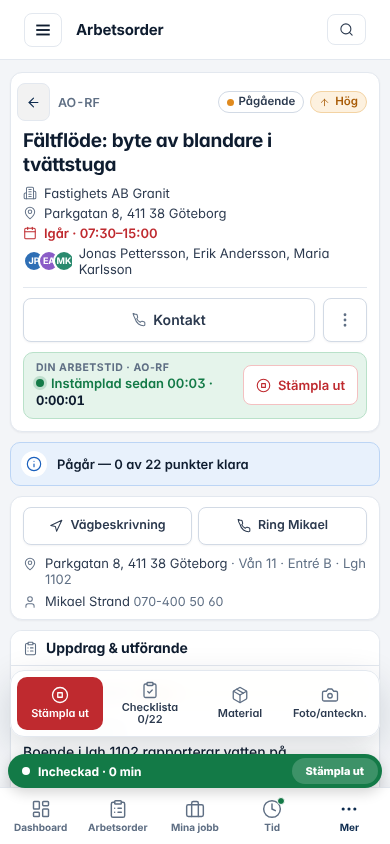 Arbetsorder
AO-RF
Pågående
Hög
Fältflöde: byte av blandare i
tvättstuga
Fastighets AB Granit
Parkgatan 8, 411 38 Göteborg
Igår · 07:30–15:00
JP EA MK
Jonas Pettersson, Erik Andersson, Maria
Karlsson
Kontakt
DIN ARBETSTID · AO-RF
Instämplad sedan 00:03 ·
0:00:01
Stämpla ut
Pågår — 0 av 22 punkter klara
Vägbeskrivning
Ring Mikael
Parkgatan 8, 411 38 Göteborg · Vån 11 · Entré B · Lgh
1102
Mikael Strand 070-400 50 60
Uppdrag & utförande
Stämpla ut
Checklista
0/22
Material
Foto/anteckn.
Boende i lgh 1102 rapporterar vatten på
Incheckad · 0 min
Stämpla ut
Dashboard
Arbetsorder
Mina jobb
Tid
Mer